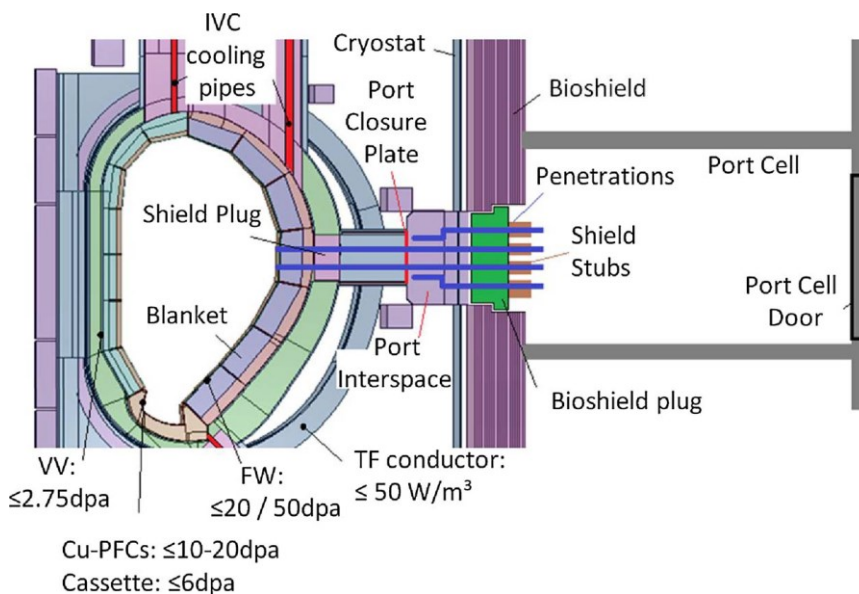 IVC
cooling
pipes
Cryostat
Port
Closure
Plate
Bioshield
Port Cell
Penetrations
Shield Plug
Shield
Stubs
Port Cell
Door
Blanket
Port
Interspace
Bioshield plug
VV:
≤2.75dpa
FW:
≤20 / 50dpa
TF conductor:
≤ 50 W/m³
Cu-PFCs: ≤10-20dpa
Cassette: ≤6dpa